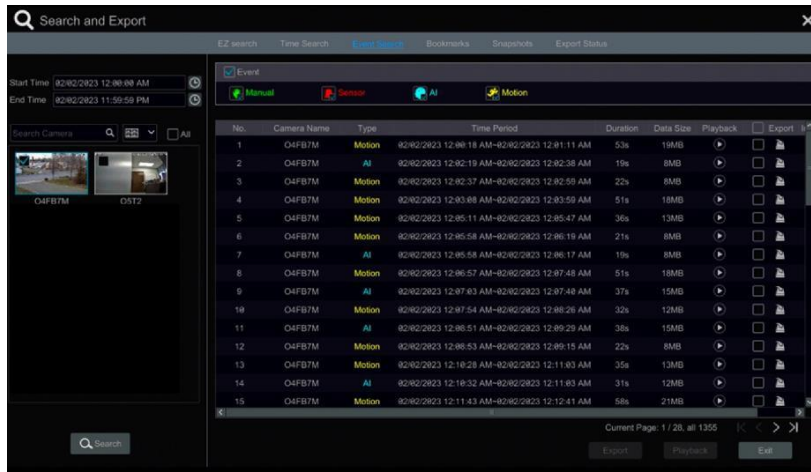 Search and Export
EZ search Time Search Event Search Bookmarks Snapshots Export Status
Start Time 02/02/2023 12:00:00 AM
End Time 02/02/2023 11:59:59 PM
Search Camera All
O4FB7M O5T2
Search
Event
Manual Sensor AI Motion
No. Camera Name Type Time Period Duration Data Size Playback Export
1 O4FB7M Motion 02/02/2023 12:00:18 AM~02/02/2023 12:01:11 AM 53s 19MB
2 O4FB7M AI 02/02/2023 12:02:19 AM~02/02/2023 12:02:38 AM 19s 8MB
3 O4FB7M Motion 02/02/2023 12:02:37 AM~02/02/2023 12:02:59 AM 22s 8MB
4 O4FB7M Motion 02/02/2023 12:03:08 AM~02/02/2023 12:03:59 AM 51s 18MB
5 O4FB7M Motion 02/02/2023 12:05:11 AM~02/02/2023 12:05:47 AM 36s 13MB
6 O4FB7M Motion 02/02/2023 12:05:58 AM~02/02/2023 12:06:19 AM 21s 8MB
7 O4FB7M AI 02/02/2023 12:05:58 AM~02/02/2023 12:06:17 AM 19s 8MB
8 O4FB7M Motion 02/02/2023 12:06:57 AM~02/02/2023 12:07:48 AM 51s 18MB
9 O4FB7M AI 02/02/2023 12:07:03 AM~02/02/2023 12:07:40 AM 37s 15MB
10 O4FB7M Motion 02/02/2023 12:07:54 AM~02/02/2023 12:08:26 AM 32s 12MB
11 O4FB7M AI 02/02/2023 12:08:51 AM~02/02/2023 12:09:29 AM 38s 15MB
12 O4FB7M Motion 02/02/2023 12:08:53 AM~02/02/2023 12:09:15 AM 22s 8MB
13 O4FB7M Motion 02/02/2023 12:10:28 AM~02/02/2023 12:11:03 AM 35s 13MB
14 O4FB7M AI 02/02/2023 12:10:32 AM~02/02/2023 12:11:03 AM 31s 12MB
15 O4FB7M Motion 02/02/2023 12:11:43 AM~02/02/2023 12:12:41 AM 58s 21MB
Current Page: 1 / 28, all 1355
Export Playback Exit